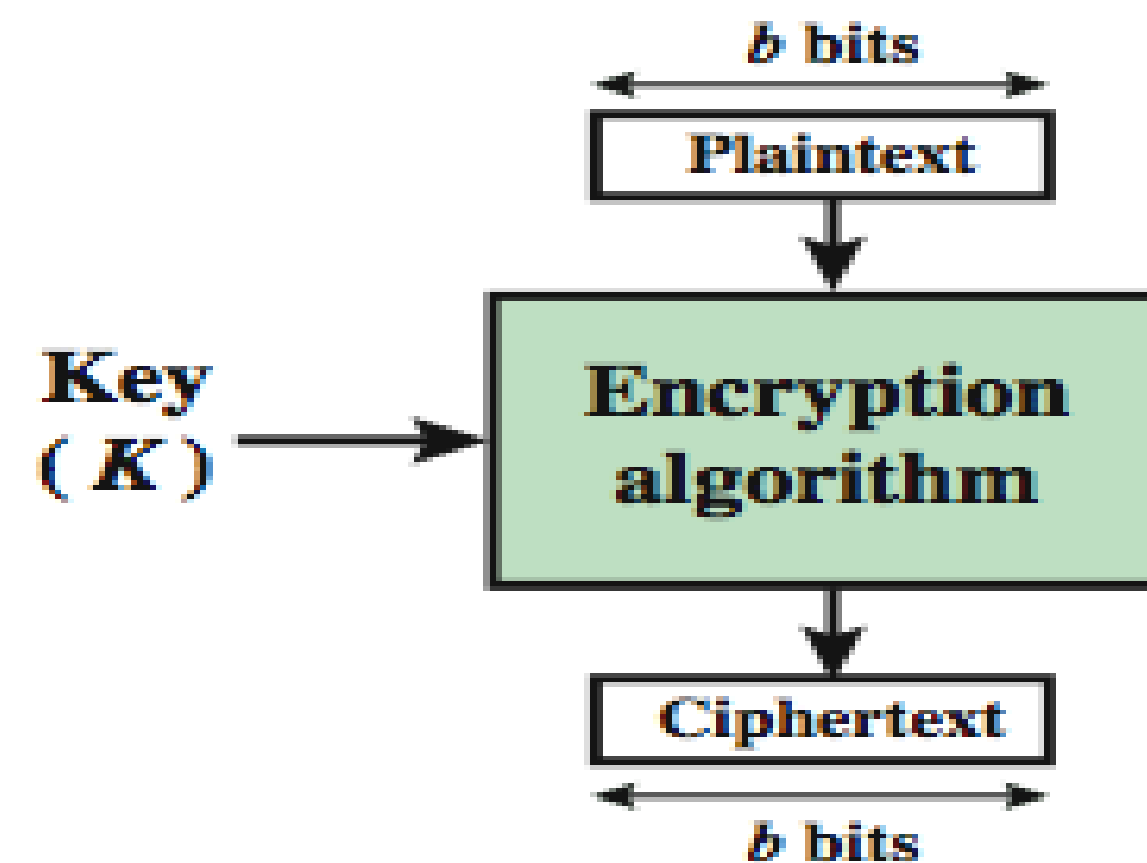 b bits
Plaintext
Key
( K )
Encryption
algorithm
Ciphertext
b bits